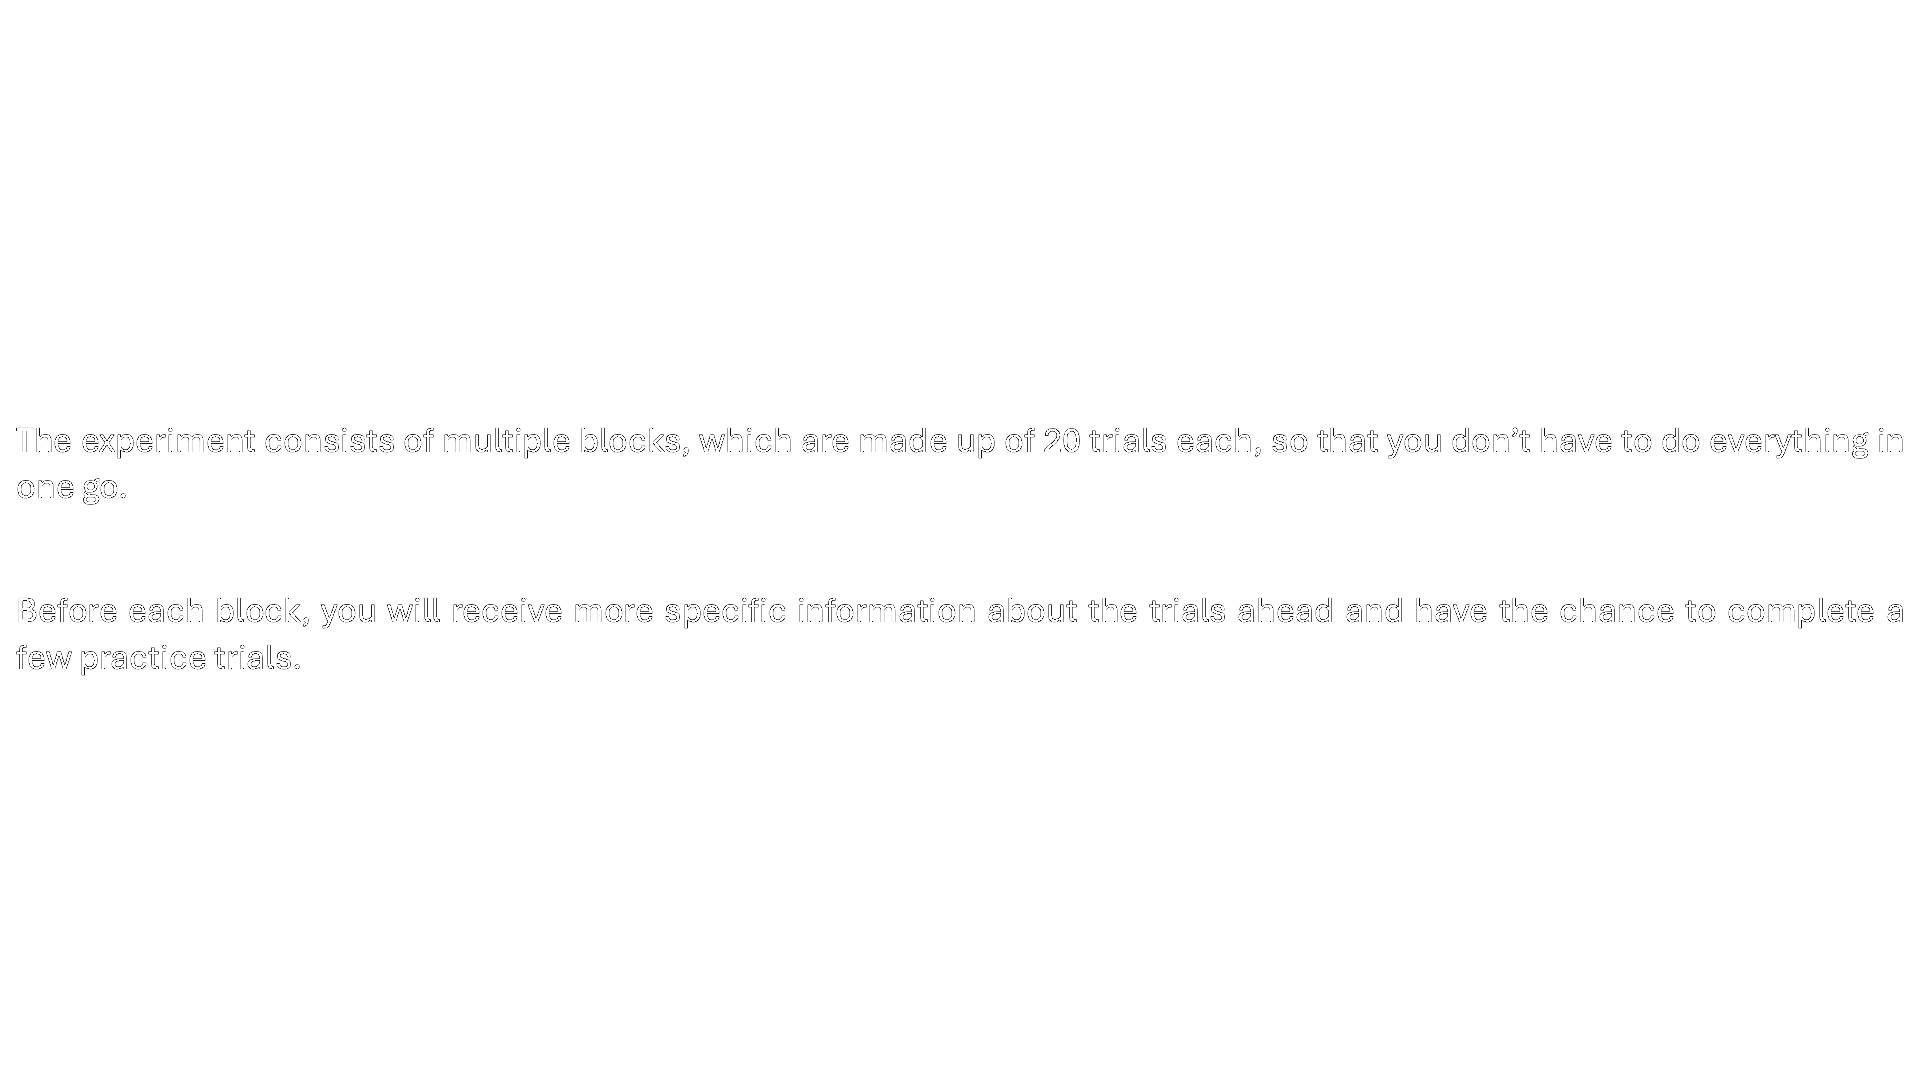 The experiment consists of multiple blocks, which are made up of 20 trials each, so that you don’t have to do everything in
one go.
Before each block, you will receive more specific information about the trials ahead and have the chance to complete a
few practice trials.